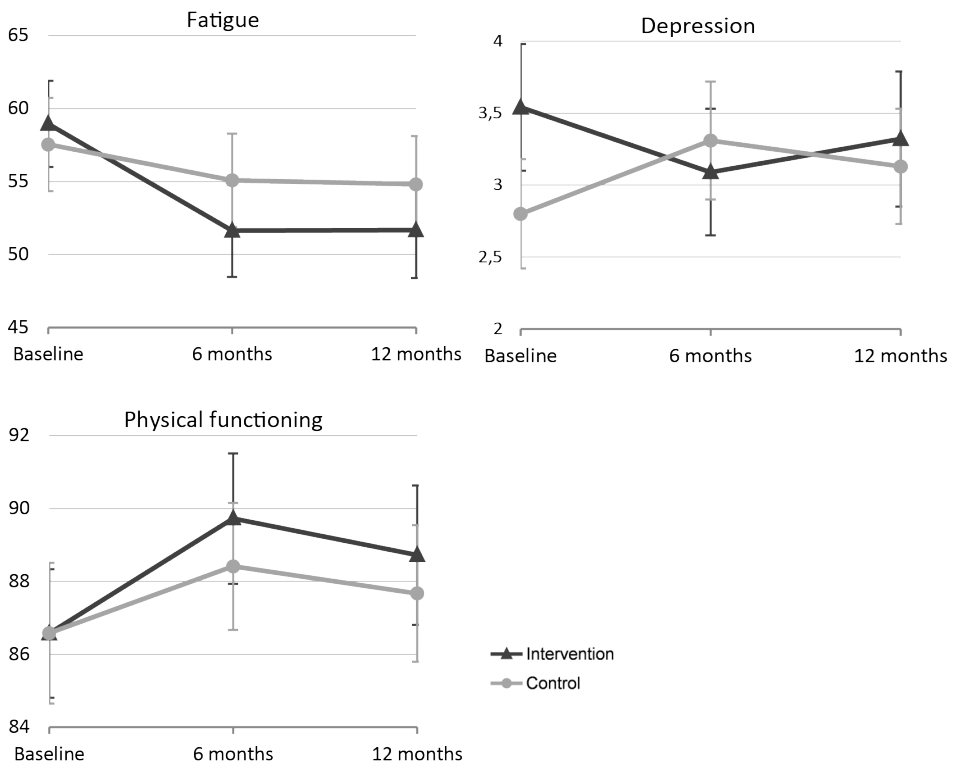 Fatigue
65
60
55
50
45
Baseline 6 months 12 months
Depression
4
3,5
3
2,5
2
Baseline 6 months 12 months
Physical functioning
92
90
88
86
84
Baseline 6 months 12 months
Intervention
Control